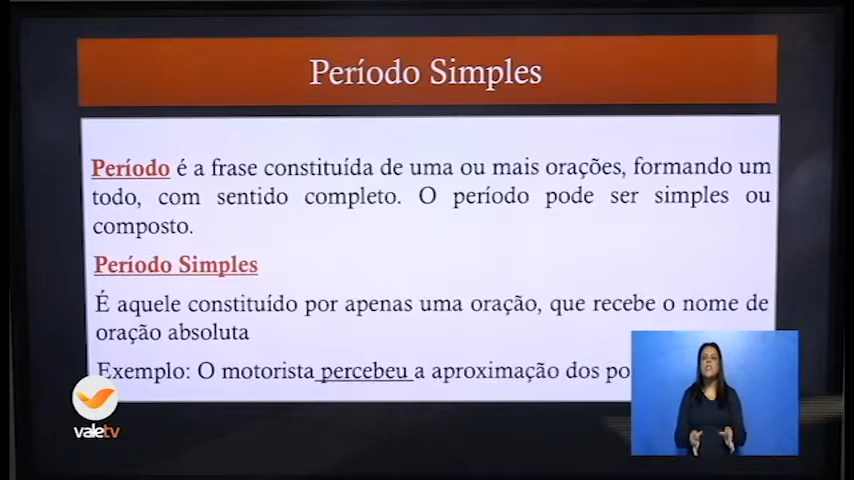 Período Simples
Período é a frase constituída de uma ou mais orações, formando um
todo, com sentido completo. O período pode ser simples ou
composto.
Período Simples
É aquele constituído por apenas uma oração, que recebe o nome de
oração absoluta
Exemplo: O motorista percebeu a aproximação dos
valetv